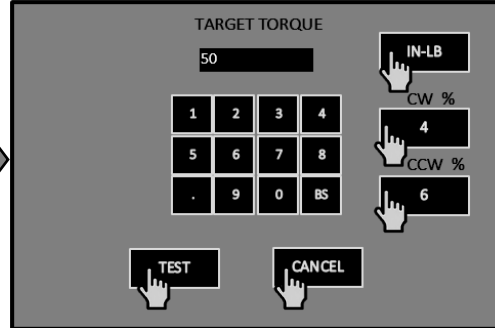 TARGET TORQUE
50
IN-LB
CW %
4
CCW %
6
1 2 3 4
5 6 7 8
. 9 0 BS
TEST CANCEL